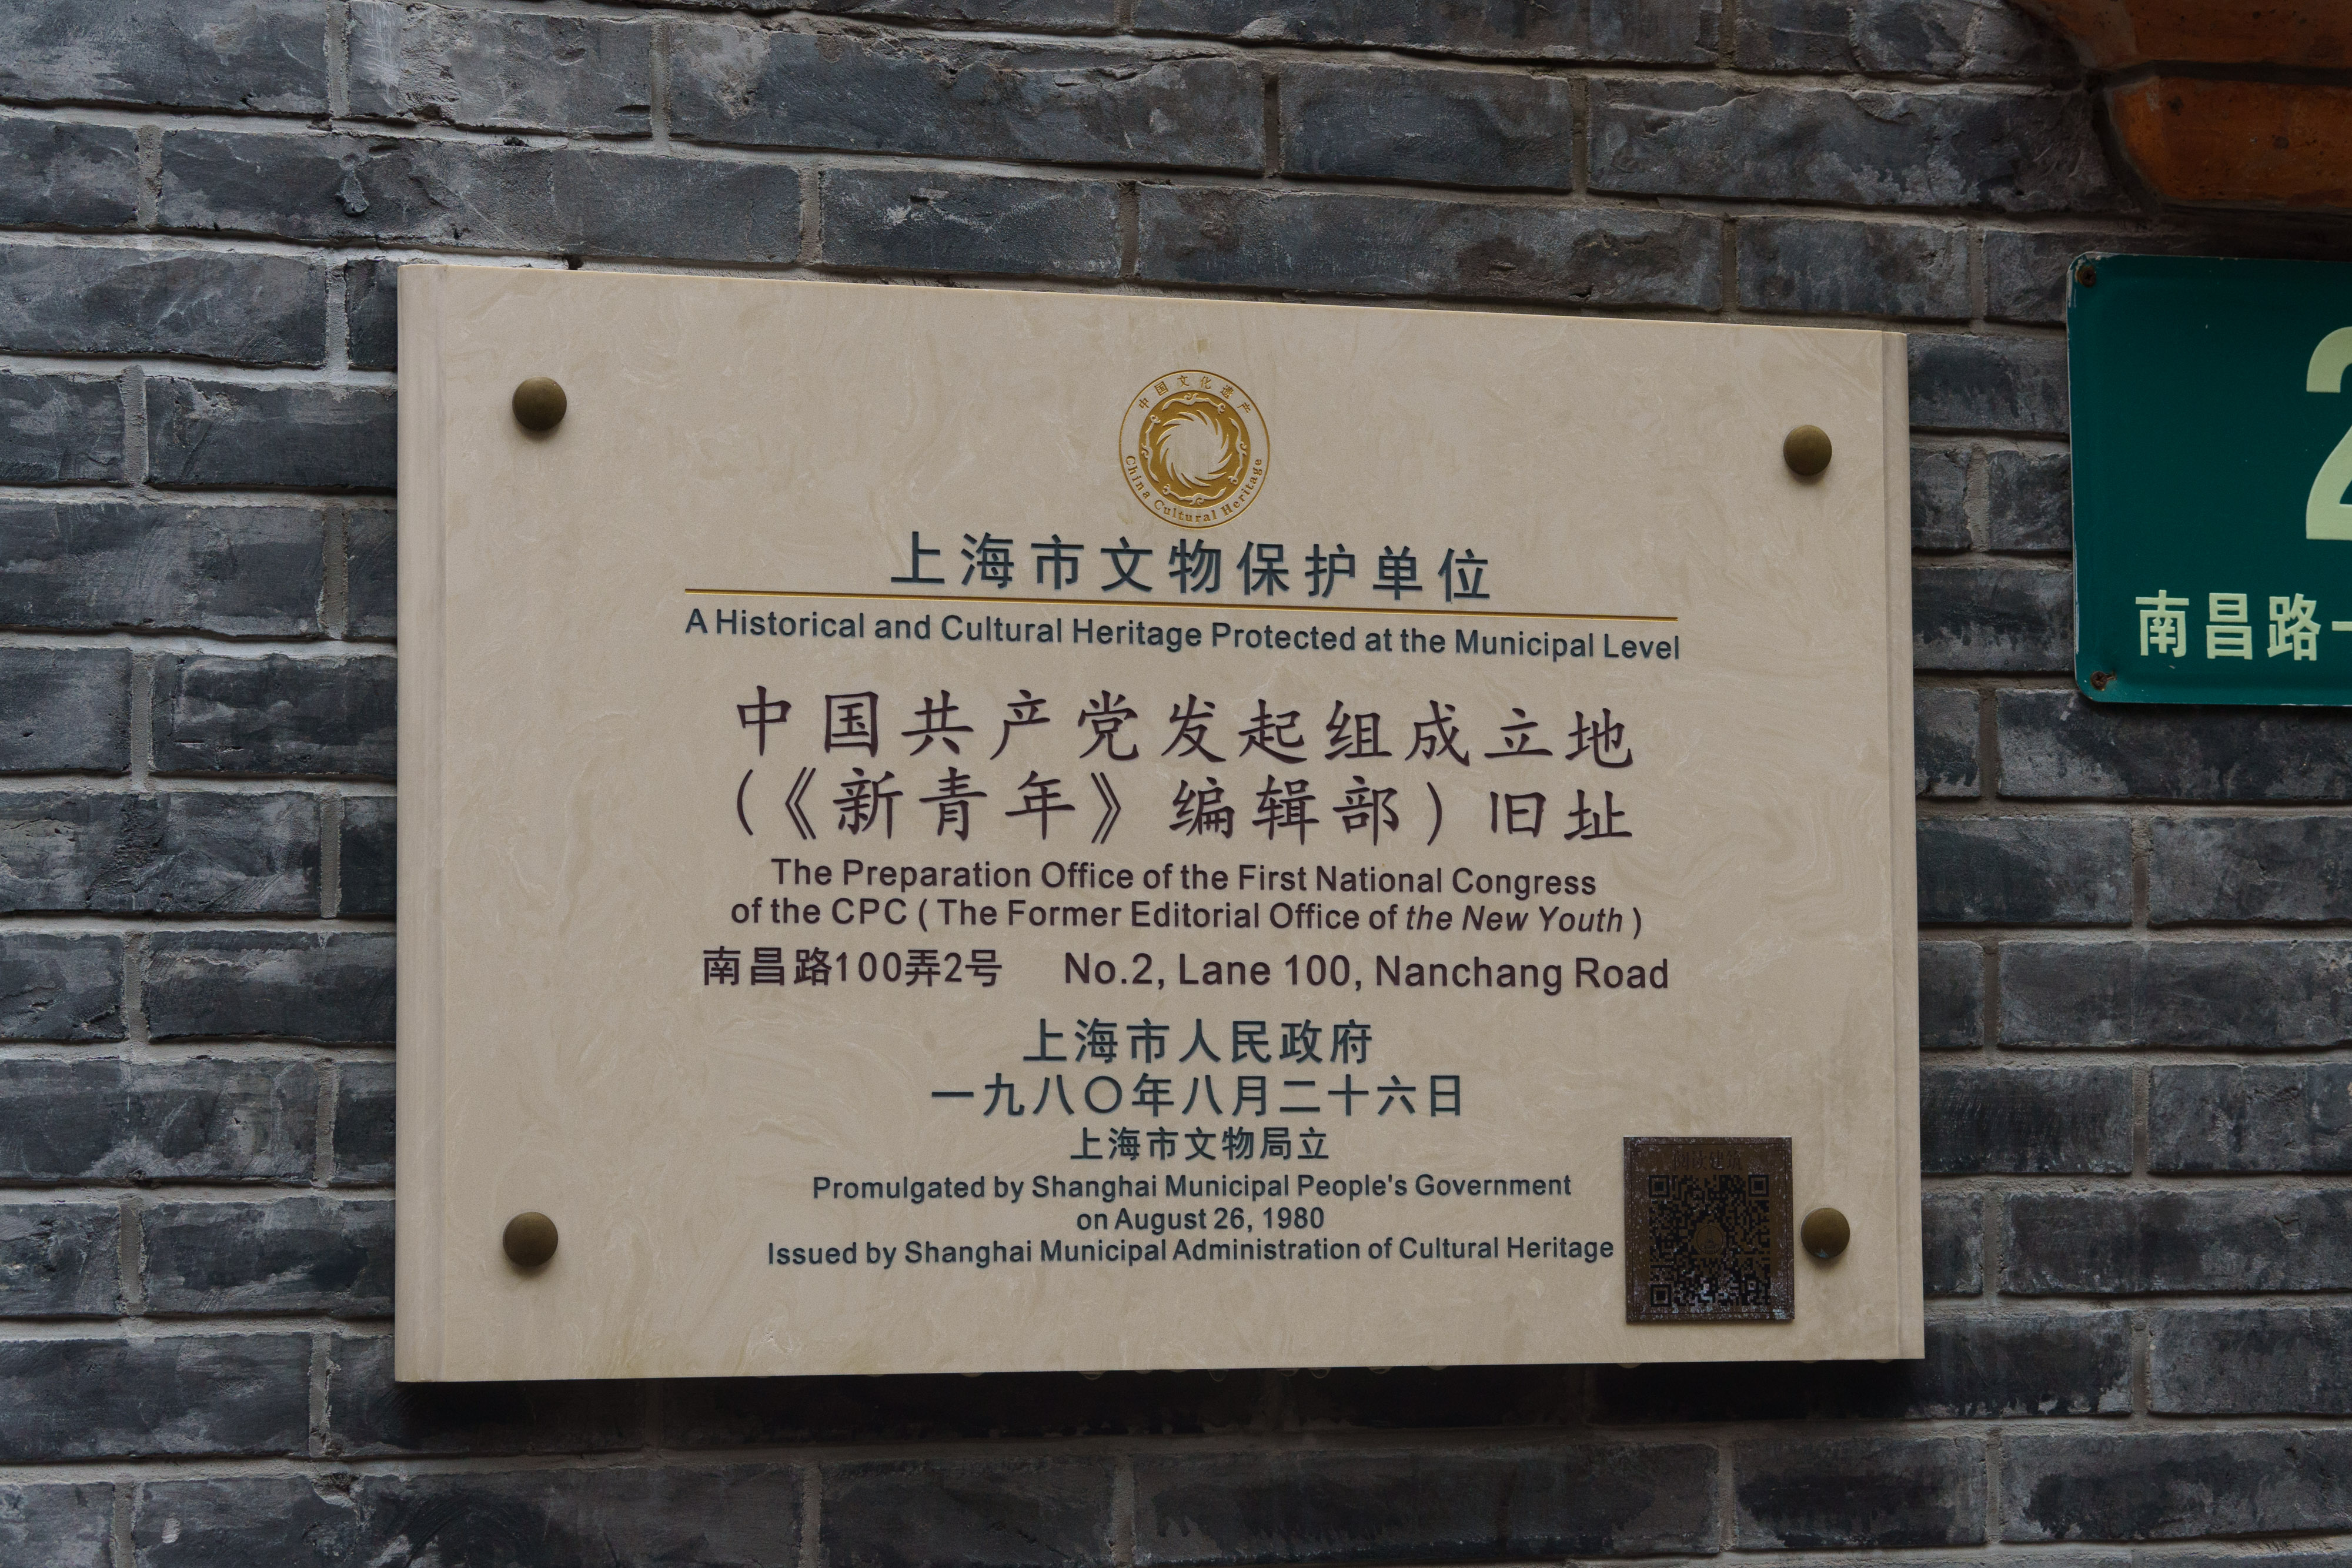 中国文化遗产
China Cultural Heritage
上海市文物保护单位
A Historical and Cultural Heritage Protected at the Municipal Level
中国共产党发起组成立地
(《新青年》编辑部)旧址
The Preparation Office of the First National Congress
of the CPC ( The Former Editorial Office of the New Youth )
南昌路100弄2号 No.2, Lane 100, Nanchang Road
上海市人民政府
一九八〇年八月二十六日
上海市文物局立
Promulgated by Shanghai Municipal People's Government
on August 26, 1980
Issued by Shanghai Municipal Administration of Cultural Heritage
阅读建筑
2
南昌路